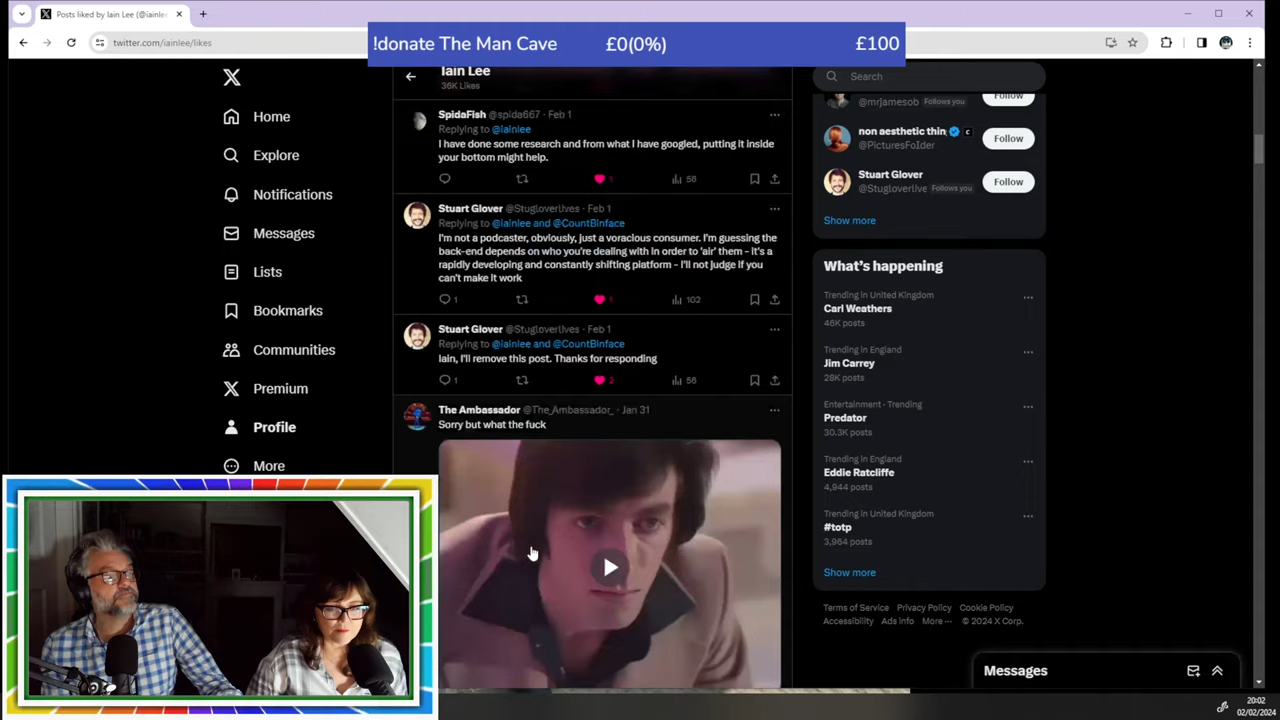 Posts liked by Iain Lee (@iainle
twitter.com/iainlee/likes
!donate The Man Cave £0(0%) £100
Home
Explore
Notifications
Messages
Lists
Bookmarks
Communities
Premium
Profile
More
Iain Lee
36K Likes
SpidaFish @spida667 · Feb 1
Replying to @iainlee
I have done some research and from what I have googled, putting it inside
your bottom might help.
1 56
Stuart Glover @Stugloverlives · Feb 1
Replying to @iainlee and @CountBinface
I'm not a podcaster, obviously, just a voracious consumer. I'm guessing the
back-end depends on who you're dealing with in order to 'air' them - it's a
rapidly developing and constantly shifting platform - I'll not judge if you
can't make it work
1 1 102
Stuart Glover @Stugloverlives · Feb 1
Replying to @iainlee and @CountBinface
Iain, I'll remove this post. Thanks for responding
1 2 56
The Ambassador @The_Ambassador_ · Jan 31
Sorry but what the fuck
Search
@mrjamesob Follows you
Follow
non aesthetic thin
@PicturesFoIder
Follow
Stuart Glover
@Stugloverlive Follows you
Follow
Show more
What's happening
Trending in United Kingdom
Carl Weathers
46K posts
Trending in England
Jim Carrey
28K posts
Entertainment · Trending
Predator
30.3K posts
Trending in England
Eddie Ratcliffe
4,944 posts
Trending in United Kingdom
#totp
3,964 posts
Show more
Terms of Service Privacy Policy Cookie Policy
Accessibility Ads info More ··· © 2024 X Corp.
Messages
20:02
02/02/2024